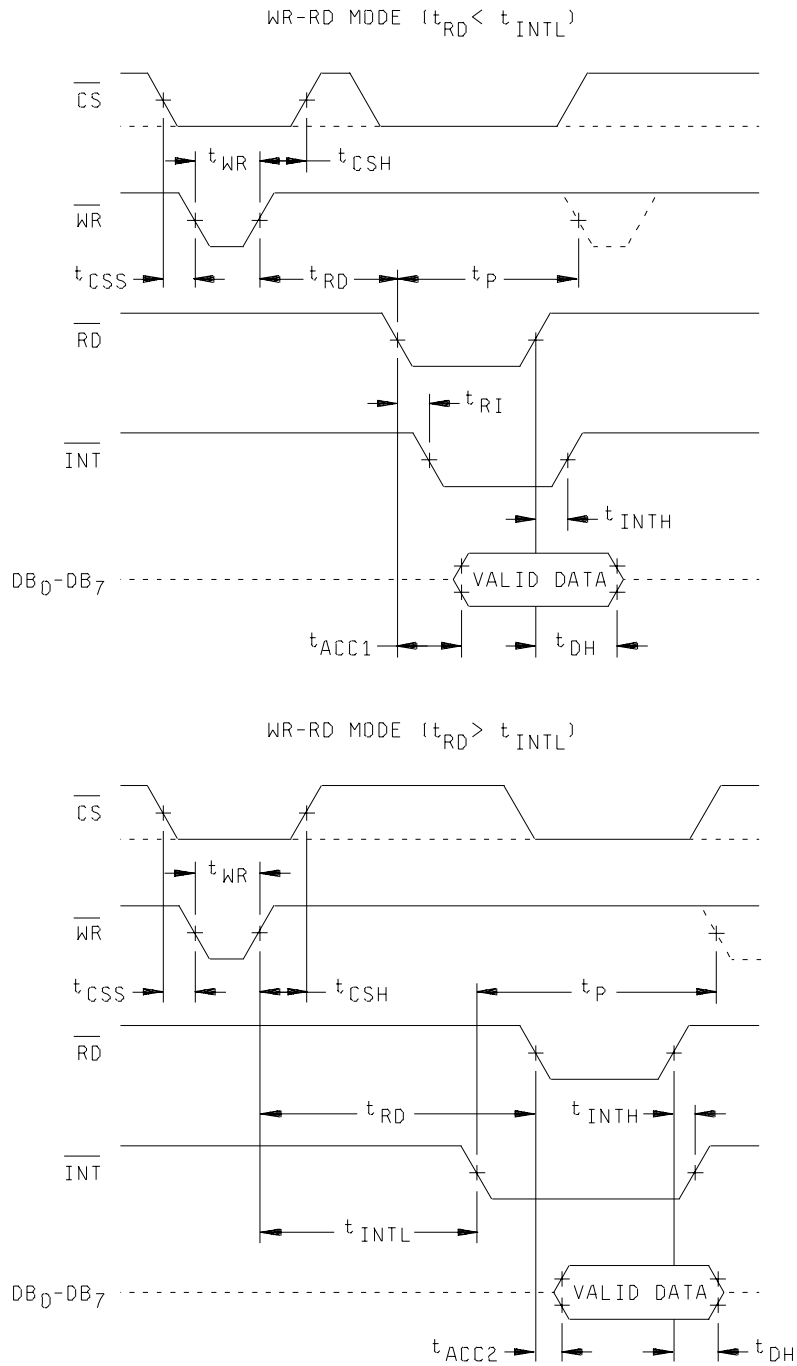 WR-RD MODE (tRD< tINTL)
CS
tWR tCSH
WR
tCSS tRD tP
RD
tRI
INT
tINTH
DB0-DB7 VALID DATA
tACC1 tDH
WR-RD MODE (tRD> tINTL)
CS
tWR
WR
tCSS tCSH tP
RD
tRD tINTH
INT
tINTL
DB0-DB7 VALID DATA
tACC2 tDH